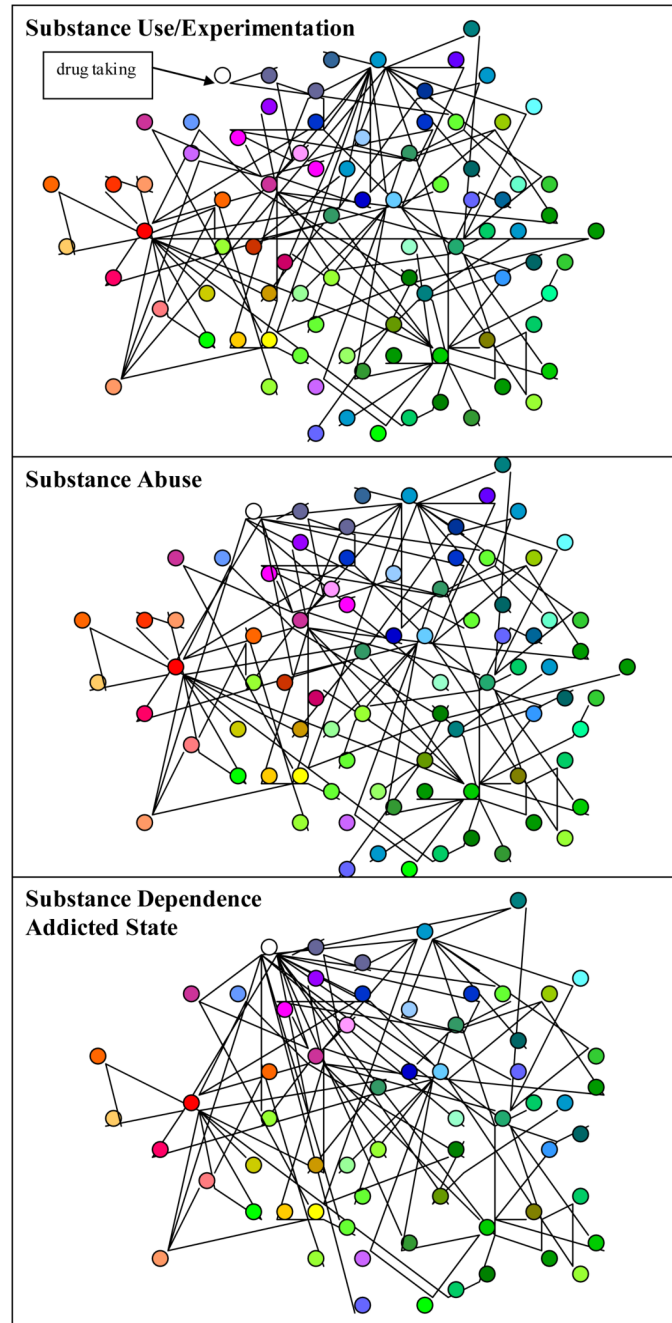 Substance Use/Experimentation
drug taking
Substance Abuse
Substance Dependence
Addicted State